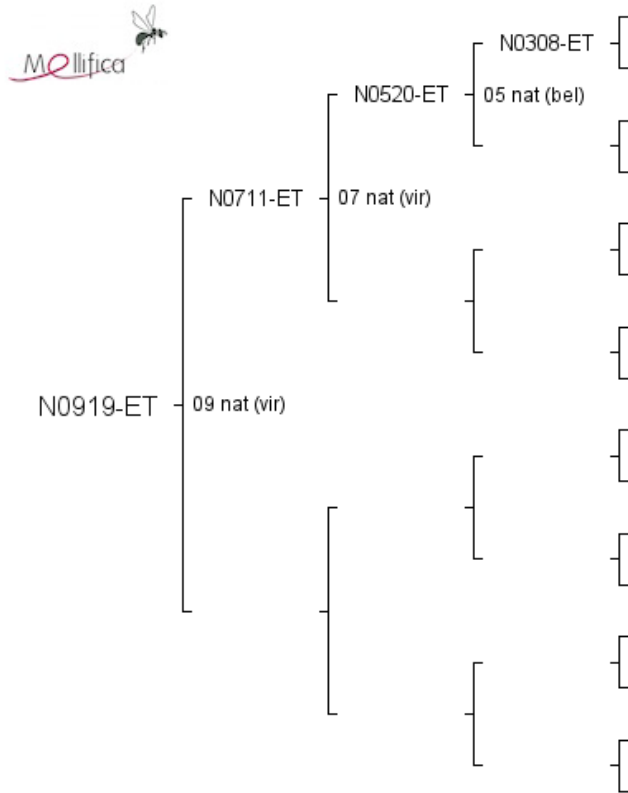 Mellifica
N0308-ET
N0520-ET
05 nat (bel)
N0711-ET
07 nat (vir)
N0919-ET
09 nat (vir)